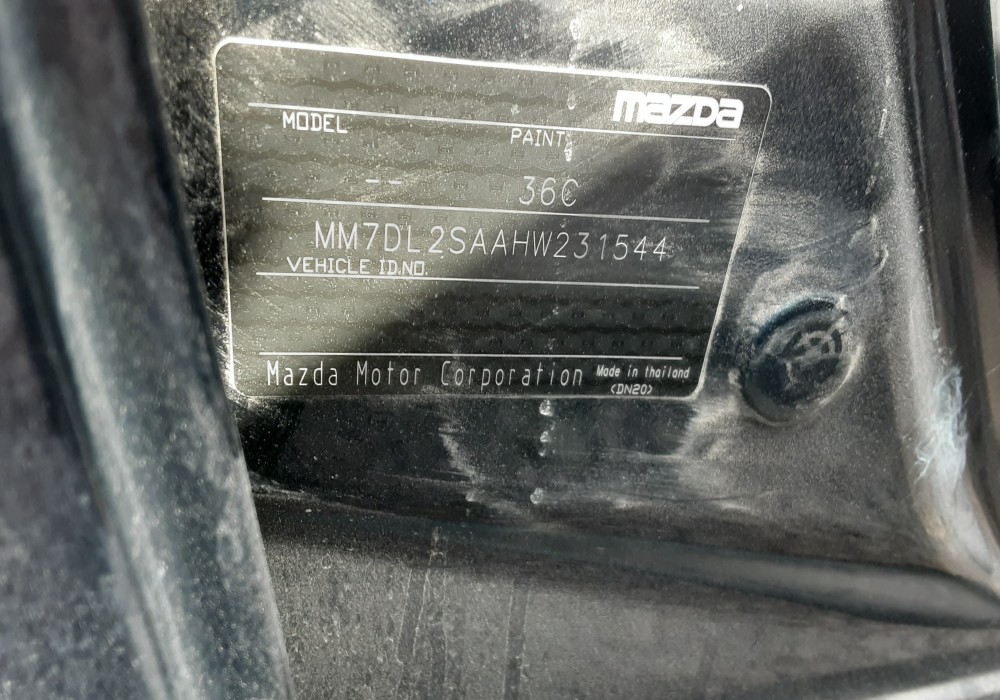 mazda
MODEL PAINT
-- 36C
MM7DL2SAAHW231544
VEHICLE ID.NO.
Mazda Motor Corporation Made in thailand
(DN20)